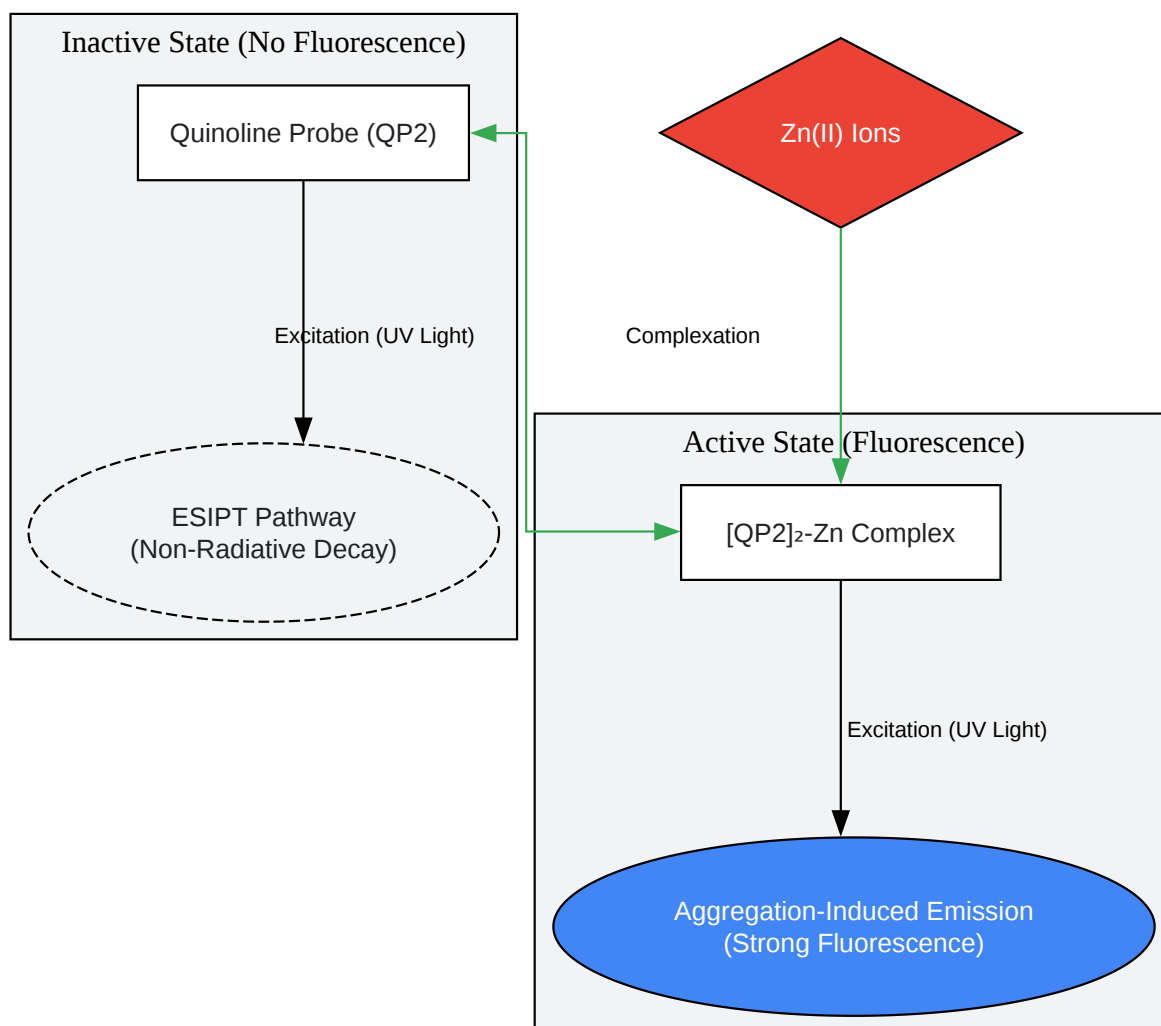 Inactive State (No Fluorescence)
Quinoline Probe (QP2)
Zn(II) Ions
Excitation (UV Light)
Complexation
Active State (Fluorescence)
ESIPT Pathway
(Non-Radiative Decay)
[QP2]₂-Zn Complex
Excitation (UV Light)
Aggregation-Induced Emission
(Strong Fluorescence)